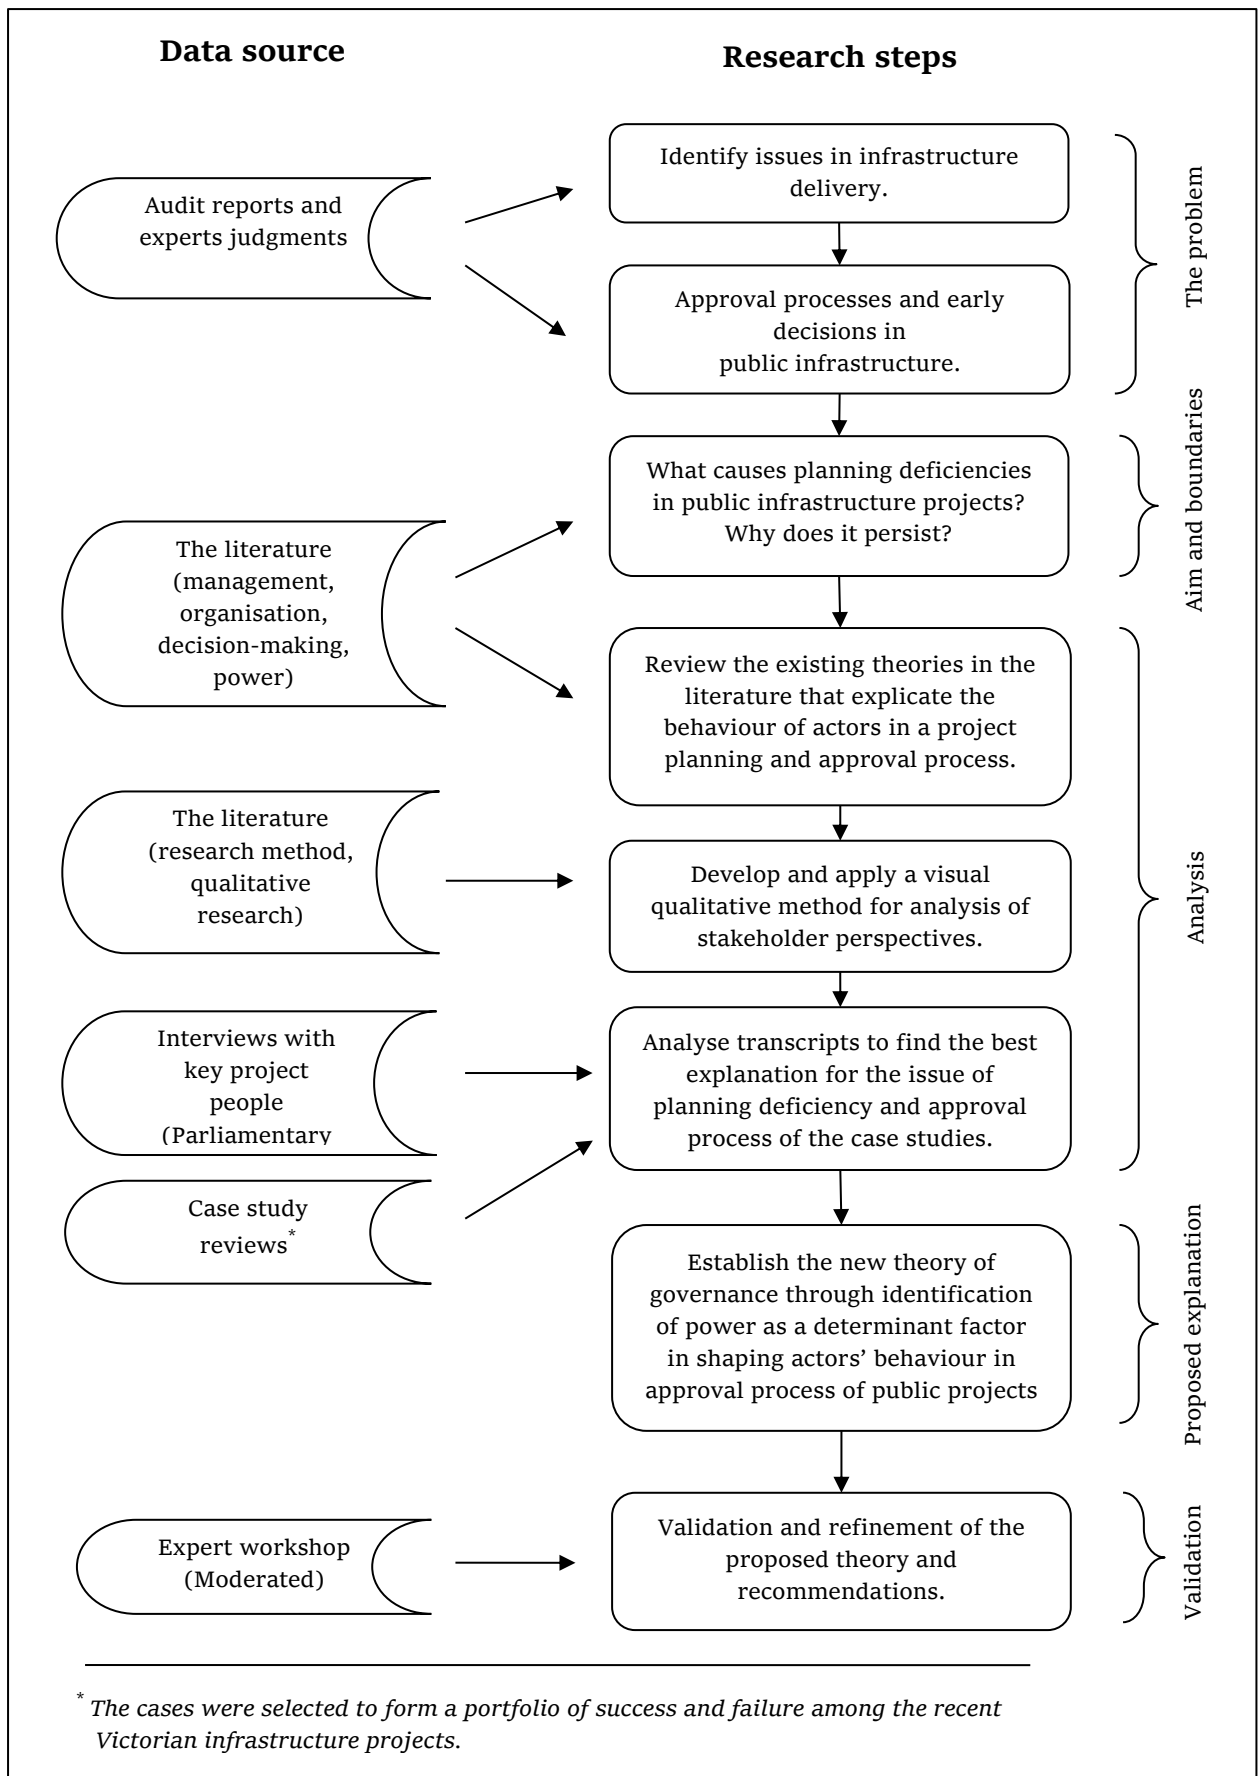 Data source
Research steps
Audit reports and
experts judgments
Identify issues in infrastructure
delivery.
Approval processes and early
decisions in
public infrastructure.
The problem
The literature
(management,
organisation,
decision-making,
power)
What causes planning deficiencies
in public infrastructure projects?
Why does it persist?
Aim and boundaries
Review the existing theories in the
literature that explicate the
behaviour of actors in a project
planning and approval process.
The literature
(research method,
qualitative
research)
Develop and apply a visual
qualitative method for analysis of
stakeholder perspectives.
Analysis
Interviews with
key project
people
(Parliamentary
Analyse transcripts to find the best
explanation for the issue of
planning deficiency and approval
process of the case studies.
Case study
reviews*
Establish the new theory of
governance through identification
of power as a determinant factor
in shaping actors’ behaviour in
approval process of public projects
Proposed explanation
Expert workshop
(Moderated)
Validation and refinement of the
proposed theory and
recommendations.
Validation
* The cases were selected to form a portfolio of success and failure among the recent
Victorian infrastructure projects.